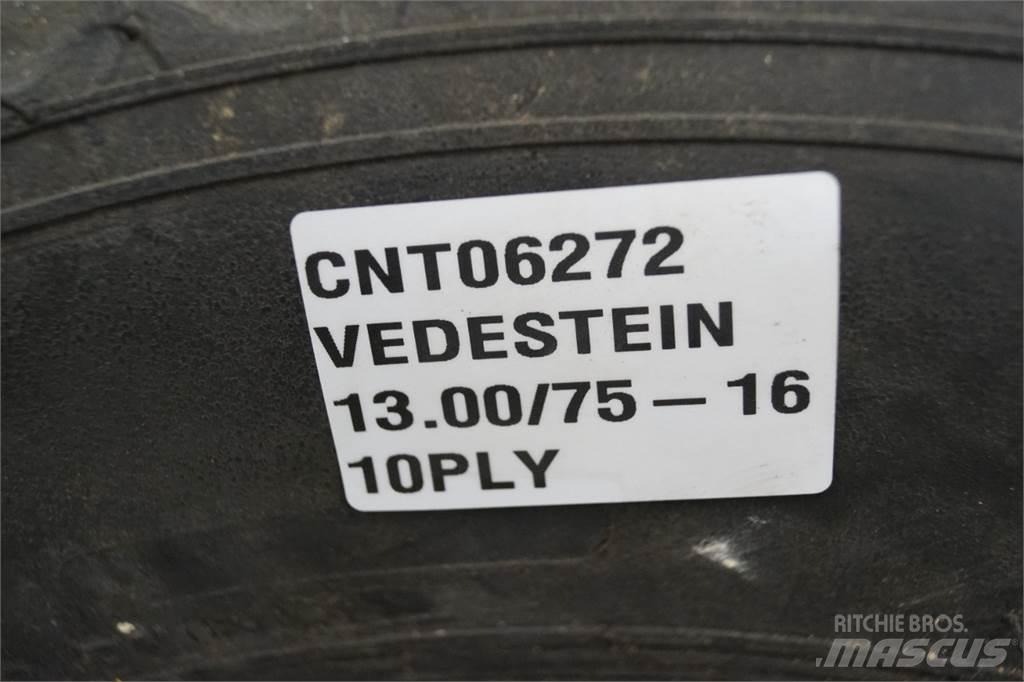 CNT06272
VEDESTEIN
13.00/75 – 16
10PLY
RITCHIE BROS.
MASCUS